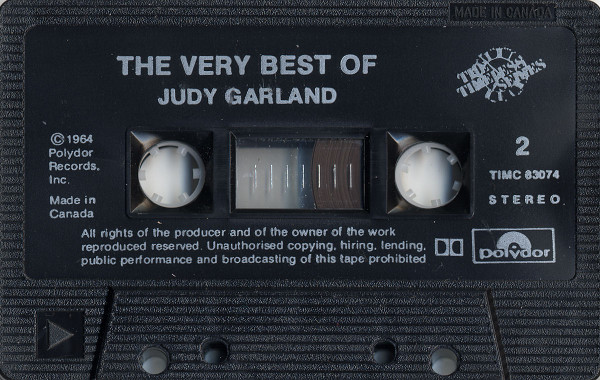 MADE IN CANADA
THE VERY BEST OF
JUDY GARLAND
©1964
Polydor
Records,
Inc.
Made in
Canada
2
TIMC 83074
STEREO
All rights of the producer and of the owner of the work
reproduced reserved. Unauthorised copying, hiring, lending,
public performance and broadcasting of this tape prohibited
polydor